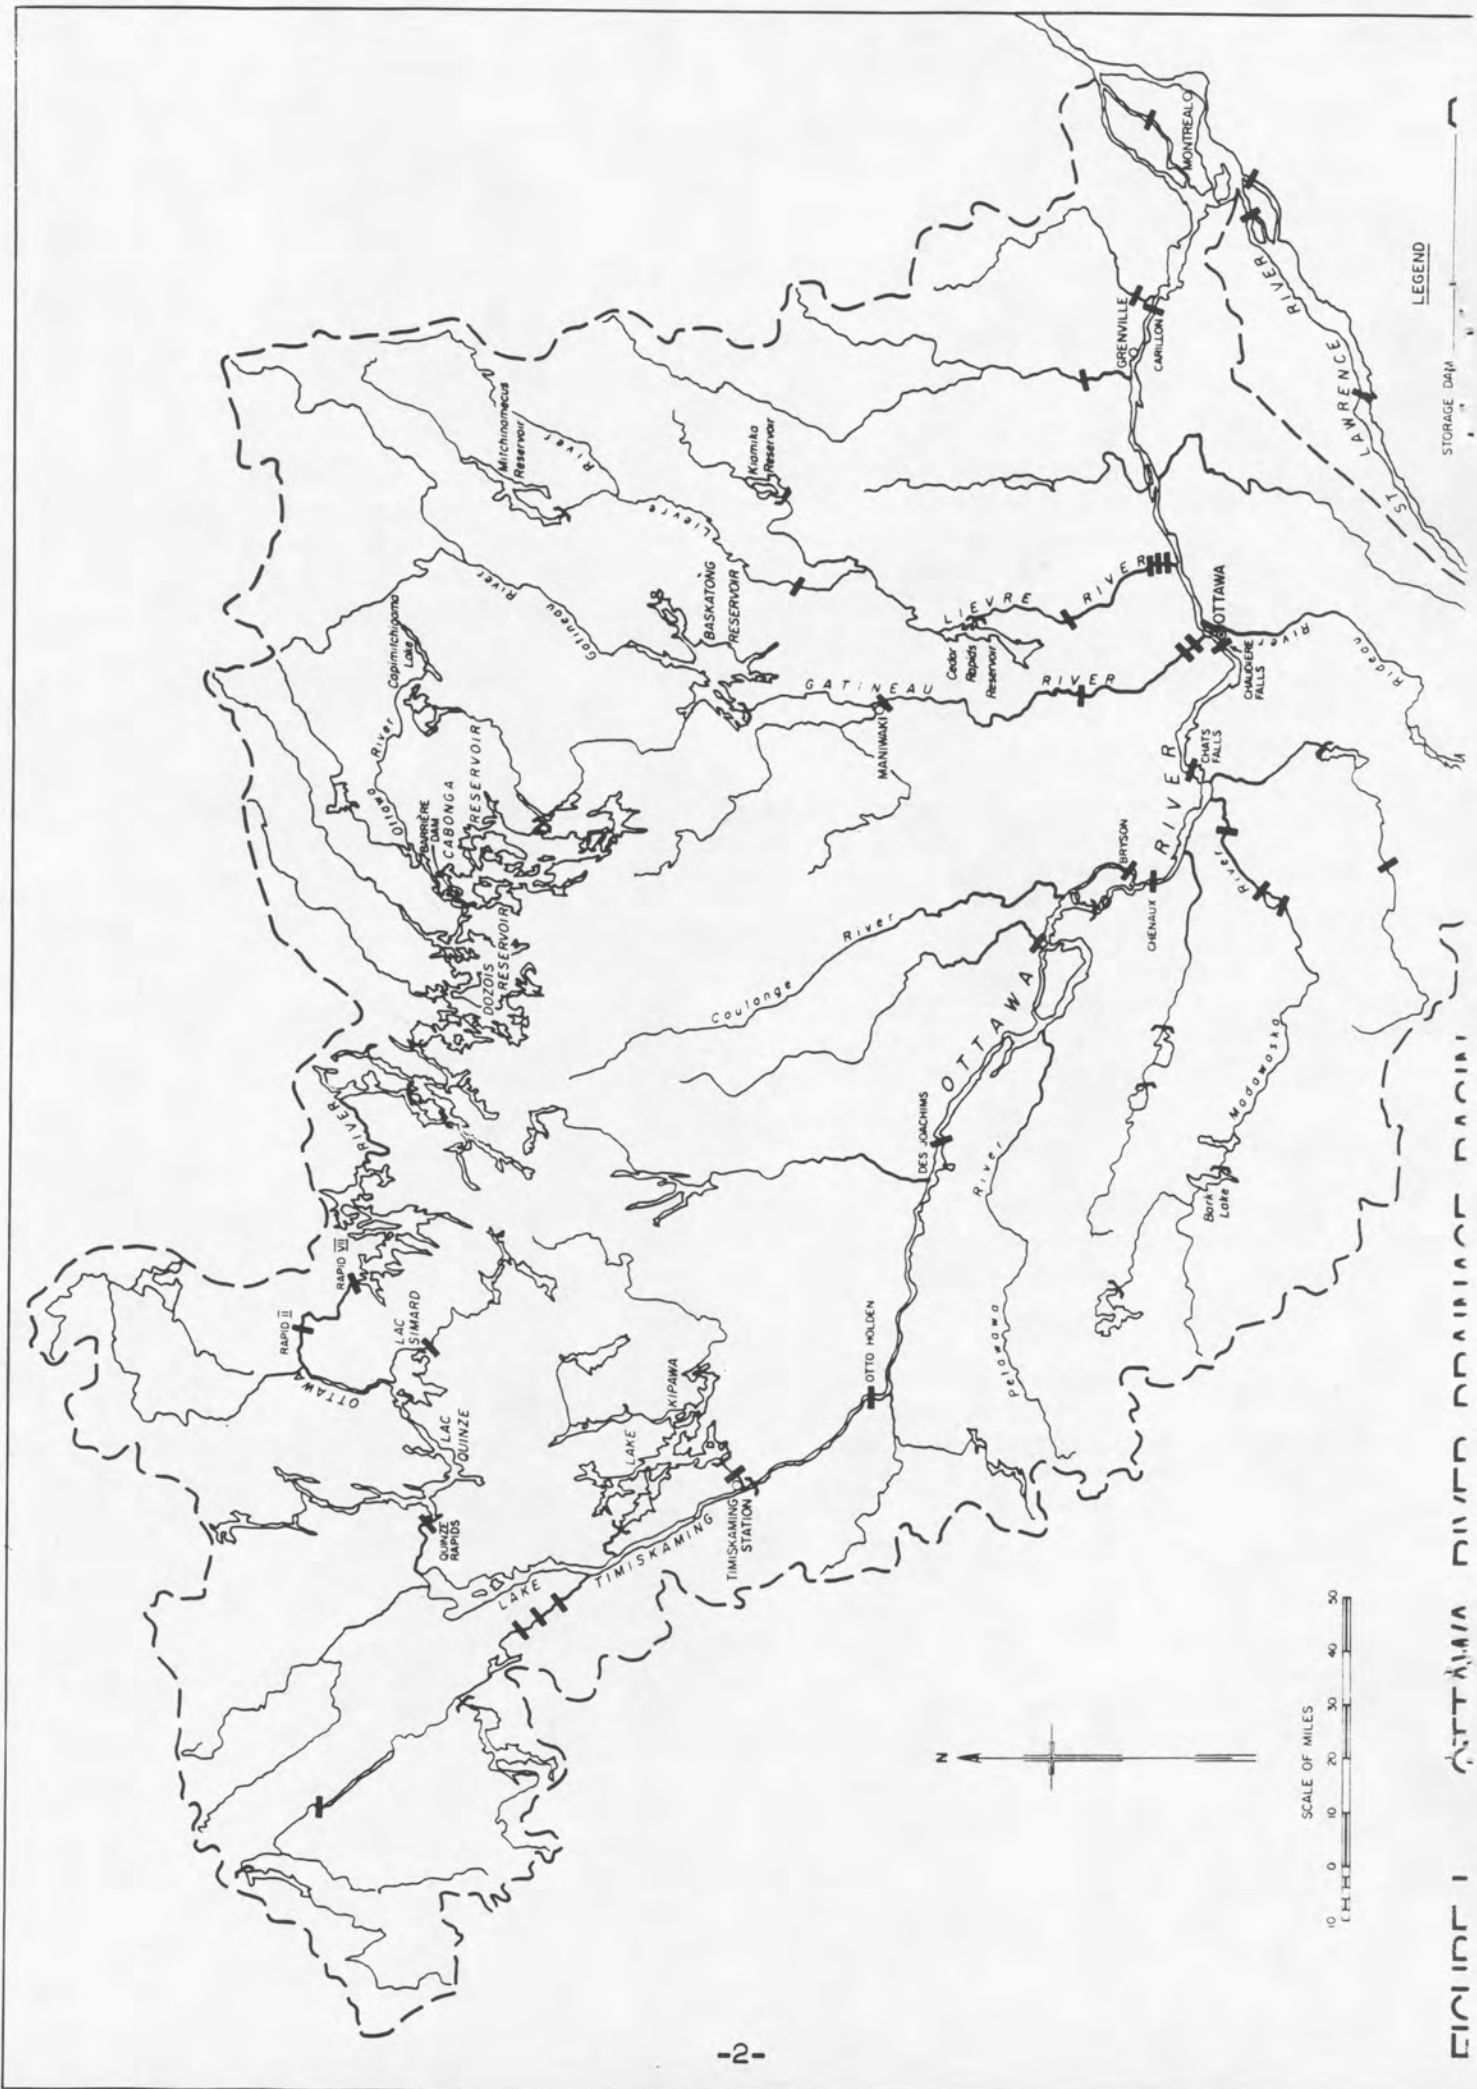 -2-
RAPID II
RAPID VII
OTTAWA
RIVER
LAC
SIMARD
LAC
QUINZE
QUINZE
RAPIDS
LAKE
TIMISKAMING
LAKE
KIPAWA
TIMISKAMING
STATION
OTTO HOLDEN
DES JOACHIMS
OTTAWA
RIVER
Petawawa
River
Bark
Lake
Madawaska
River
Coulonge
River
BRYSON
CHENAUX
CHATS
FALLS
CHAUDIERE
FALLS
OTTAWA
Rideau
River
DOZOIS
RESERVOIR
CABONGA
RESERVOIR
BARRIÈRE
DAM
Ottawa
River
Capimitchigama
Lake
Gatineau
River
BASKATONG
RESERVOIR
MANIWAKI
GATINEAU
RIVER
Mitchinamecus
Reservoir
Lievre
River
Kiamika
Reservoir
Cedar
Rapids
Reservoir
LIEVRE
RIVER
GRENVILLE
CARILLON
MONTREAL
ST.
LAWRENCE
RIVER
LEGEND
STORAGE DAM
N
SCALE OF MILES
10 0 10 20 30 40 50
FIGURE 1 OTTAWA RIVER DRAINAGE BASIN